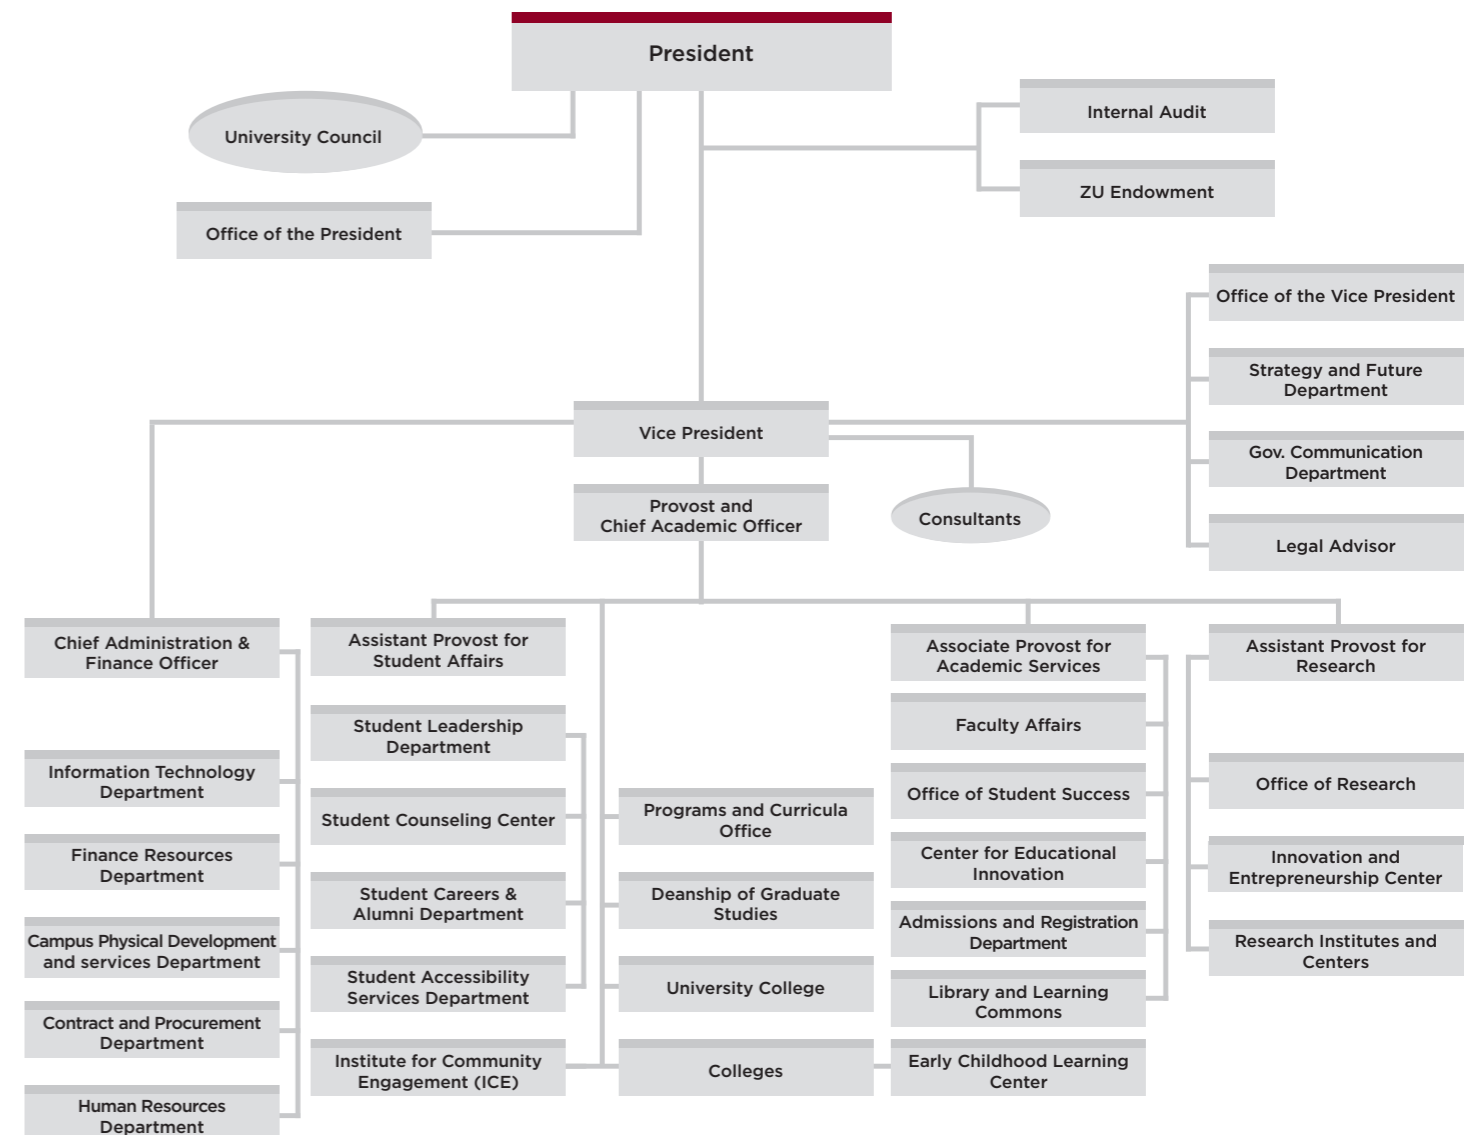 President
University Council
Internal Audit
ZU Endowment
Office of the President
Office of the Vice President
Strategy and Future
Department
Gov. Communication
Department
Legal Advisor
Vice President
Provost and
Chief Academic Officer
Consultants
Chief Administration &
Finance Officer
Information Technology
Department
Finance Resources
Department
Campus Physical Development
and services Department
Contract and Procurement
Department
Human Resources
Department
Assistant Provost for
Student Affairs
Student Leadership
Department
Student Counseling Center
Student Careers &
Alumni Department
Student Accessibility
Services Department
Institute for Community
Engagement (ICE)
Programs and Curricula
Office
Deanship of Graduate
Studies
University College
Colleges
Associate Provost for
Academic Services
Faculty Affairs
Office of Student Success
Center for Educational
Innovation
Admissions and Registration
Department
Library and Learning
Commons
Early Childhood Learning
Center
Assistant Provost for
Research
Office of Research
Innovation and
Entrepreneurship Center
Research Institutes and
Centers